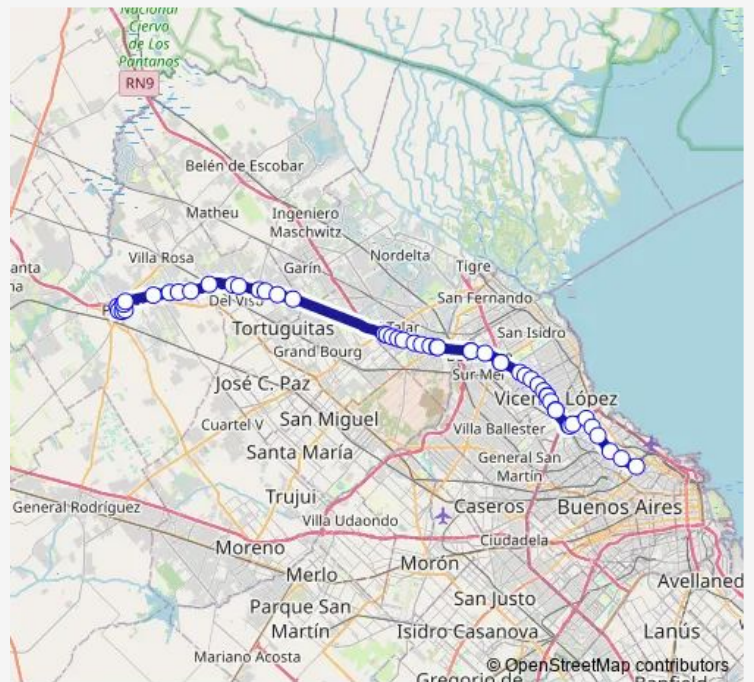 Nacional
Ciervo
de Los
Pantanos
RN9
Belén de Escobar
Matheu
Ingeniero
Maschwitz
Nordelta
Tigre
Villa Rosa
Garín
anta
San Fernando
Del Viso
Talar
San Isidro
Tortuguitas
Grand Bourg
José C. Paz
López
Cuartel V
San Miguel
Villa Ballester
Santa María
General San
Martín
Trujui
General Rodríguez
Villa Udaondo
Caseros
Buenos Aires
Ciudadela
Moreno
Morón
Merlo
Avellaned
Parque San
Martín
San Justo
Isidro Casanova
Lanús
Mariano Acosta
© OpenStreetMap contributors
Gregorio de